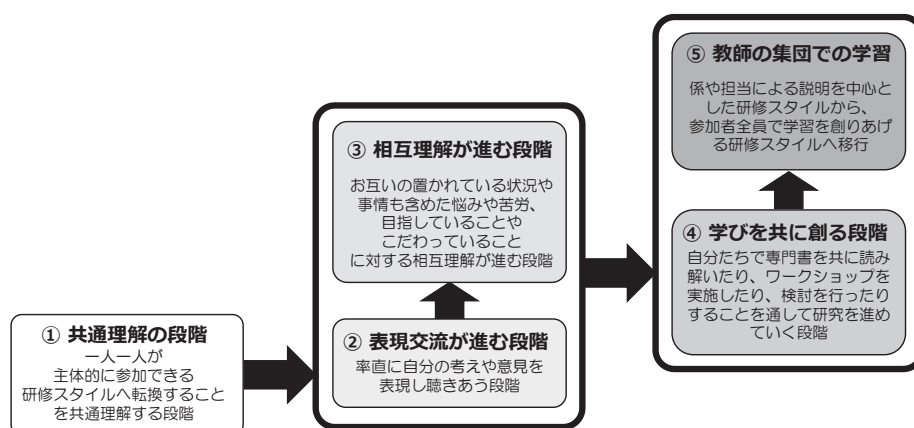 ① 共通理解の段階
一人一人が
主体的に参加できる
研修スタイルへ転換すること
を共通理解する段階
② 表現交流が進む段階
率直に自分の考えや意見を
表現し聴きあう段階
③ 相互理解が進む段階
お互いの置かれている状況や
事情も含めた悩みや苦労、
目指していることや
こだわっていること
に対する相互理解が進む段階
④ 学びを共に創る段階
自分たちで専門書を共に読み
解いたり、ワークショップを
実施したり、検討を行ったり
することを通して研究を進め
ていく段階
⑤ 教師の集団での学習
係や担当による説明を中心と
した研修スタイルから、
参加者全員で学習を創りあげ
る研修スタイルへ移行